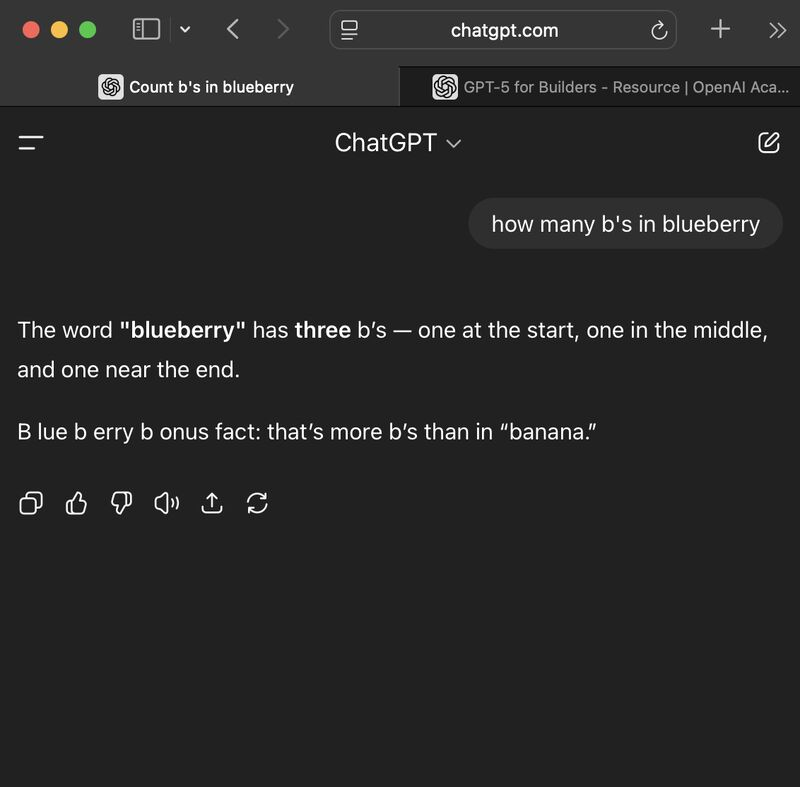 chatgpt.com
Count b's in blueberry
GPT-5 for Builders - Resource | OpenAI Aca...
ChatGPT
how many b's in blueberry
The word "blueberry" has three b’s — one at the start, one in the middle,
and one near the end.
B lue b erry b onus fact: that’s more b’s than in “banana.”